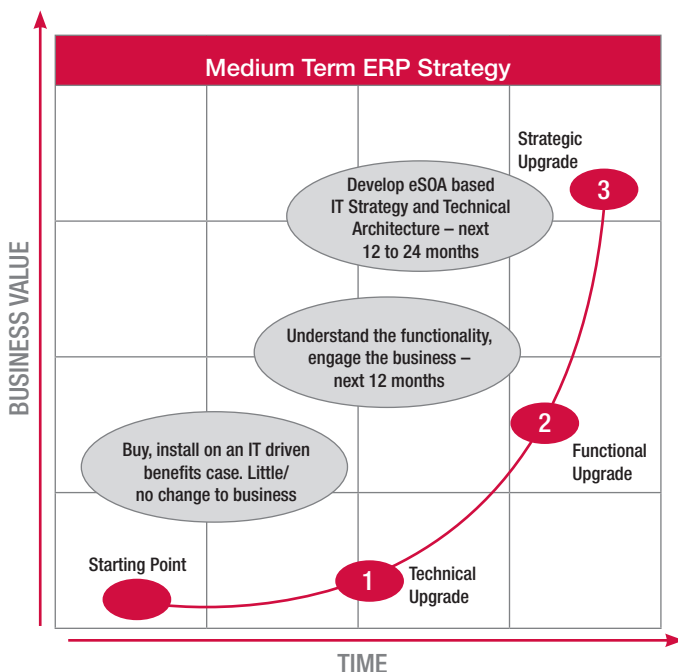 Medium Term ERP Strategy
Strategic
Upgrade
3
Develop eSOA based
IT Strategy and Technical
Architecture – next
12 to 24 months
Understand the functionality,
engage the business –
next 12 months
2
Functional
Upgrade
Buy, install on an IT driven
benefits case. Little/
no change to business
Starting Point
1
Technical
Upgrade
BUSINESS VALUE
TIME